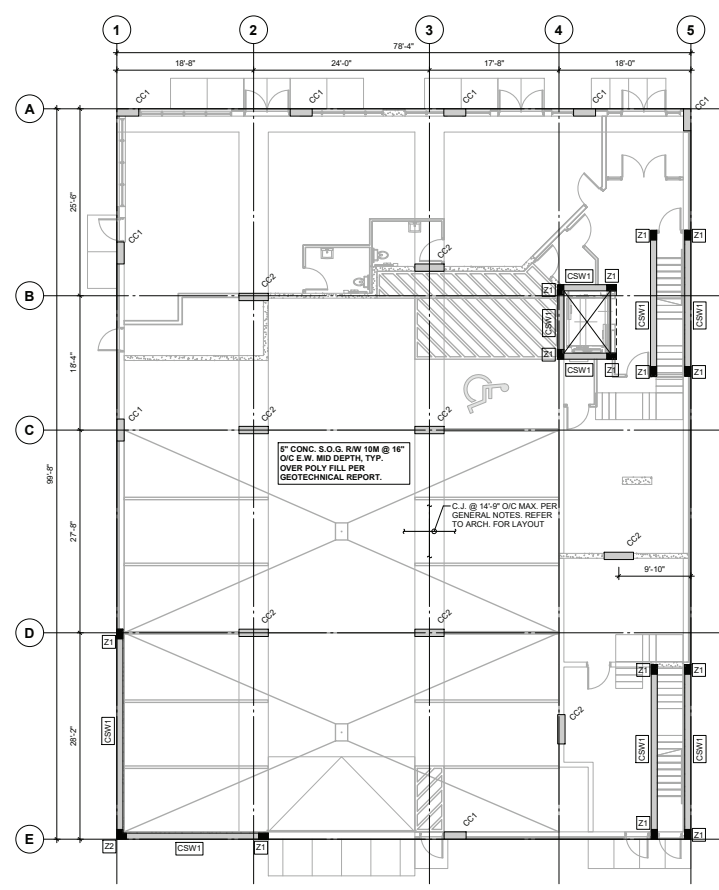 1 2 3 4 5
78'-4"
18'-8" 24'-0" 17'-8" 18'-0"
A
CC1 CC1 CC1 CC1 CC1
25'-6"
CC1
CC2
Z1 Z1
B
CC2
CSW1 Z1
Z1
CSW1
CSW1 CSW1
Z1
CSW1 Z1
Z1 Z1
18'-4"
99'-8"
C
CC1 CC2 CC2
5" CONC. S.O.G. R/W 10M @ 16"
O/C E.W. MID DEPTH, TYP.
OVER POLY FILL PER
GEOTECHNICAL REPORT.
C.J. @ 14'-9" O/C MAX. PER
GENERAL NOTES. REFER
TO ARCH. FOR LAYOUT
27'-8"
CC2
9'-10"
D
CC2 CC2
Z1
Z1 Z1
CC2
28'-2"
CSW1
CSW1 CSW1
CC1
Z1 Z1
E
Z2 CSW1 Z1